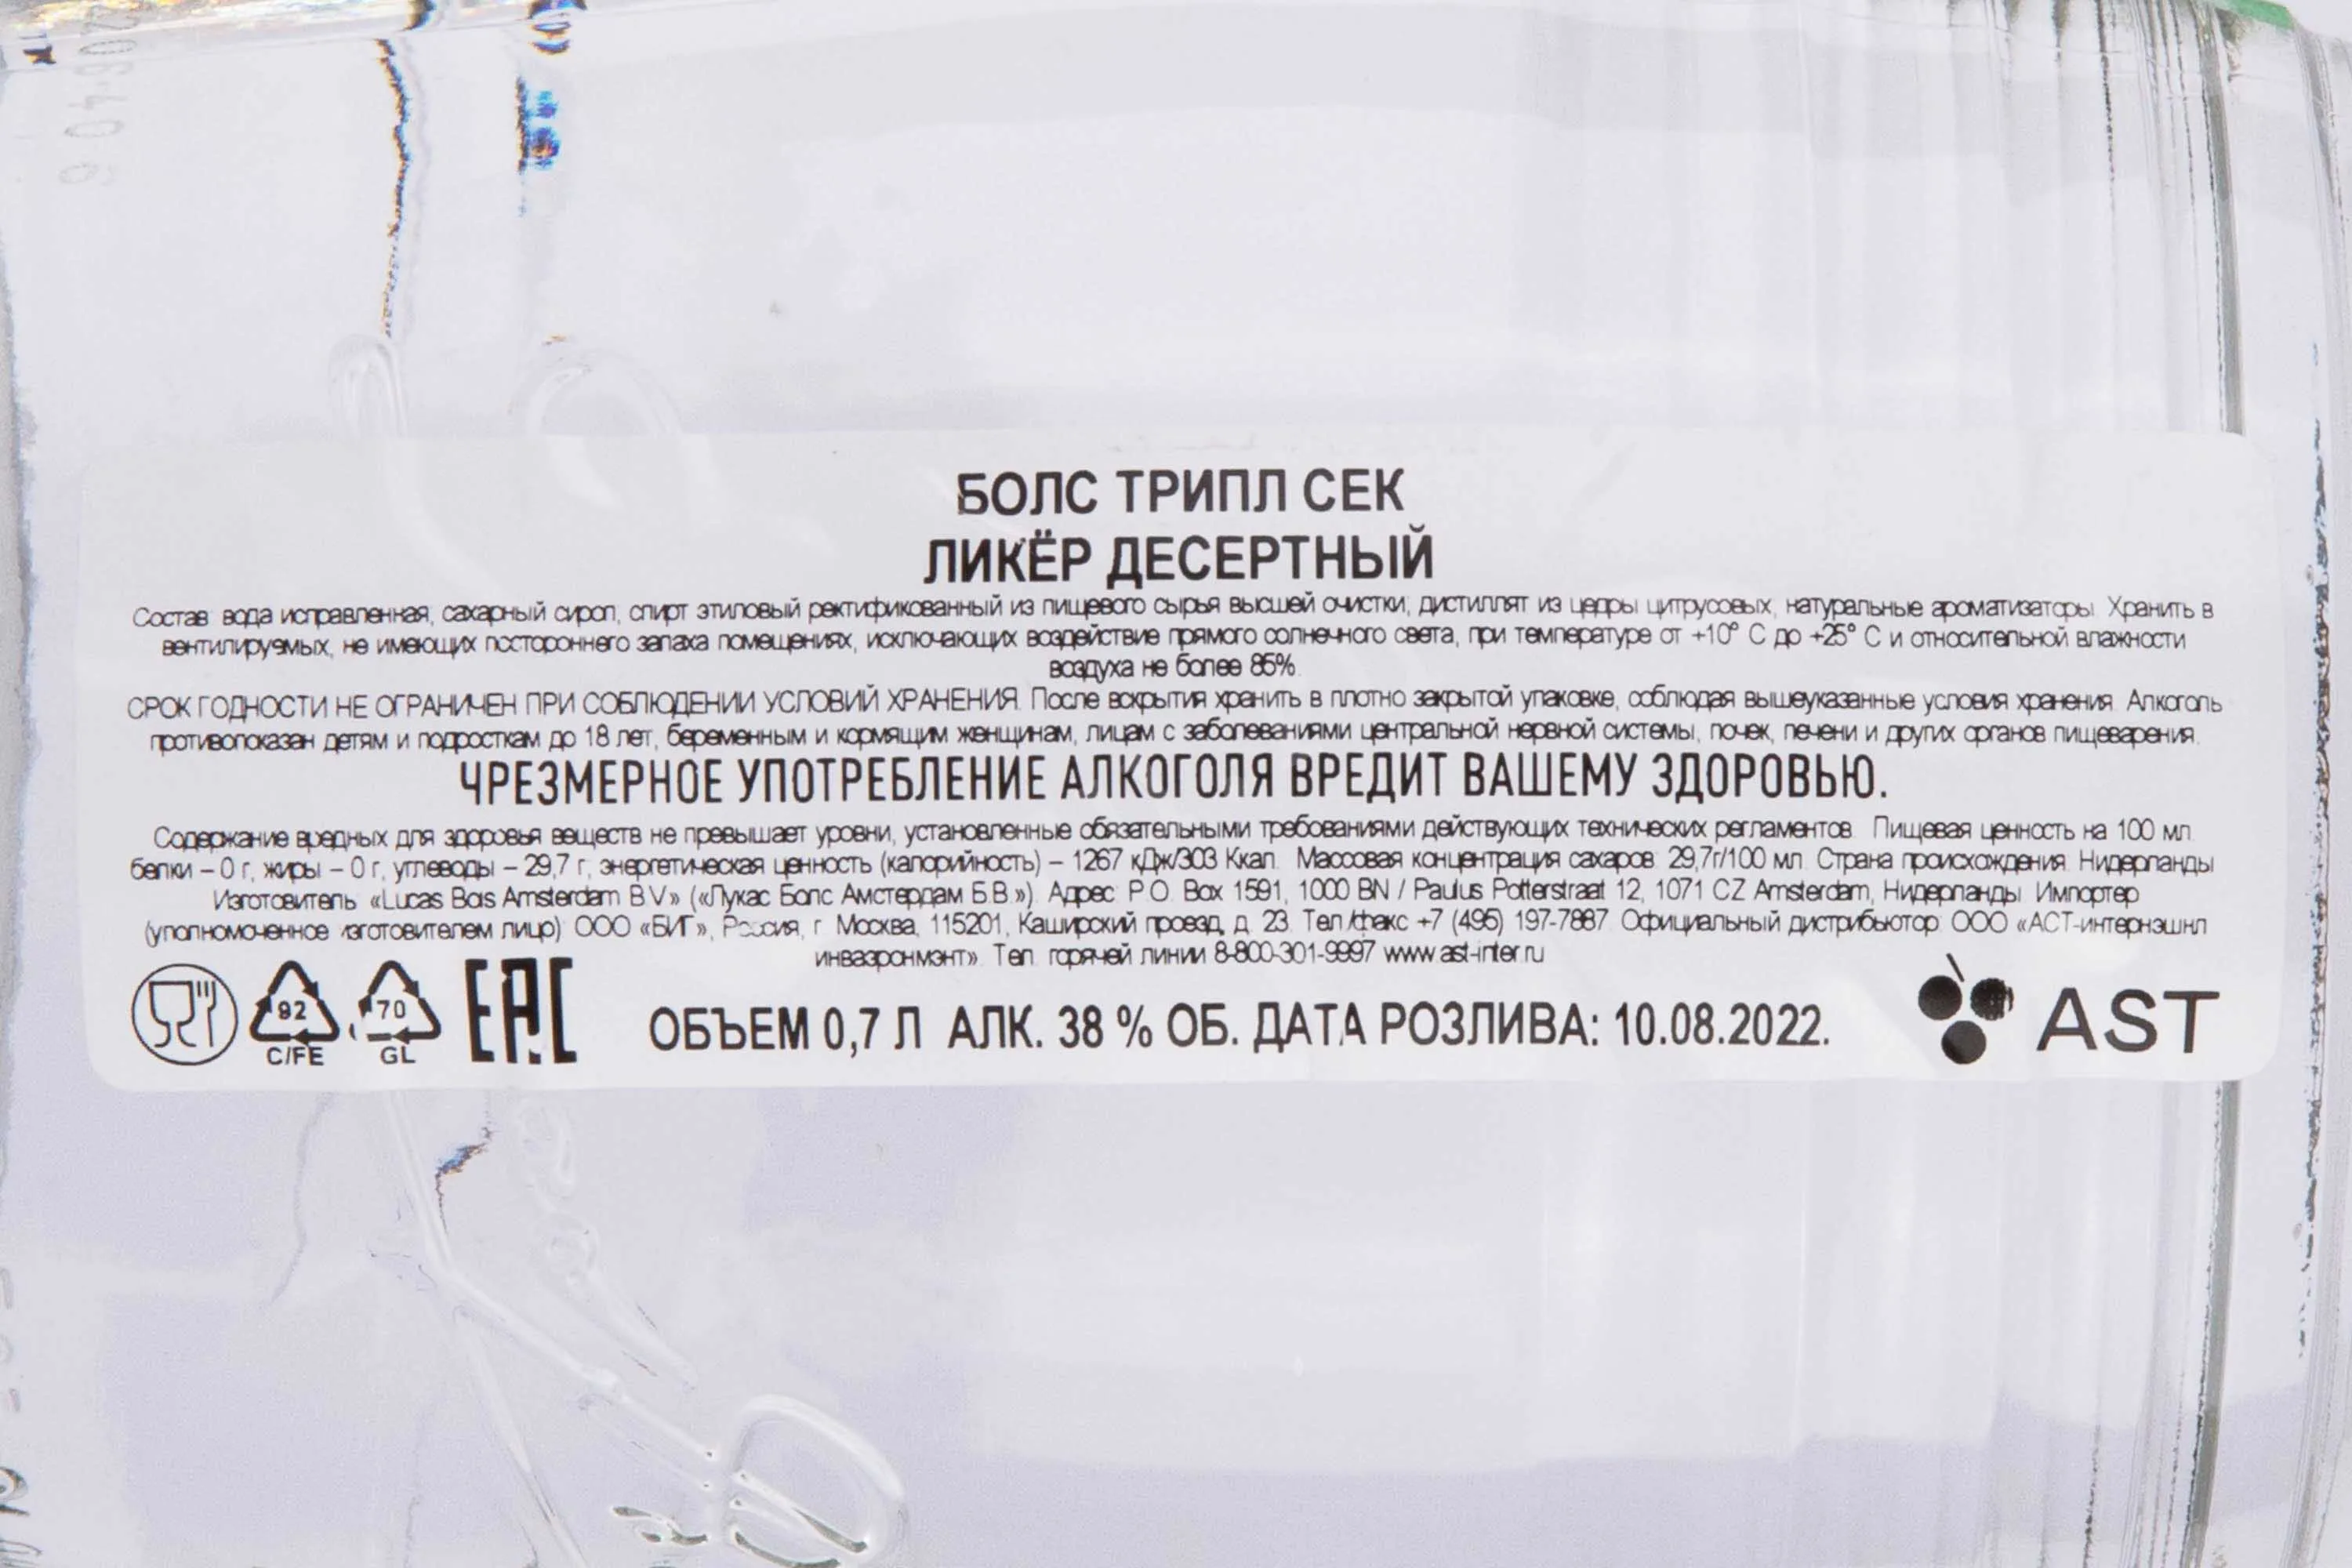 БОЛС ТРИПЛ СЕК
ЛИКЁР ДЕСЕРТНЫЙ
Состав: вода исправленная, сахарный сироп, спирт этиловый ректификованный из пищевого сырья высшей очистки, дистиллят из цедры цитрусовых, натуральные ароматизаторы. Хранить в
вентилируемых, не имеющих постороннего запаха помещениях, исключающих воздействие прямого солнечного света, при температуре от +10° С до +25° С и относительной влажности
воздуха не более 85%.
СРОК ГОДНОСТИ НЕ ОГРАНИЧЕН ПРИ СОБЛЮДЕНИИ УСЛОВИЙ ХРАНЕНИЯ. После вскрытия хранить в плотно закрытой упаковке, соблюдая вышеуказанные условия хранения. Алкоголь
противопоказан детям и подросткам до 18 лет, беременным и кормящим женщинам, лицам с заболеваниями центральной нервной системы, почек, печени и других органов пищеварения.
ЧРЕЗМЕРНОЕ УПОТРЕБЛЕНИЕ АЛКОГОЛЯ ВРЕДИТ ВАШЕМУ ЗДОРОВЬЮ.
Содержание вредных для здоровья веществ не превышает уровни, установленные обязательными требованиями действующих технических регламентов. Пищевая ценность на 100 мл:
белки – 0 г, жиры – 0 г, углеводы – 29,7 г, энергетическая ценность (калорийность) – 1267 кДж/303 Ккал. Массовая концентрация сахаров: 29,7г/100 мл. Страна происхождения: Нидерланды.
Изготовитель: «Lucas Bols Amsterdam B.V.» («Лукас Болс Амстердам Б.В.»). Адрес: P.O. Box 1591, 1000 BN / Paulus Potterstraat 12, 1071 CZ Amsterdam, Нидерланды. Импортер
(уполномоченное изготовителем лицо): ООО «БИГ», Россия, г. Москва, 115201, Каширский проезд, д. 23. Тел./факс +7 (495) 197-7887. Официальный дистрибьютор: ООО «АСТ-интернэшнл
инваэронмэнт». Тел. горячей линии 8-800-301-9997 www.ast-inter.ru
92 C/FE
70 GL
EAC
ОБЪЕМ 0,7 Л АЛК. 38 % ОБ. ДАТА РОЗЛИВА: 10.08.2022.
AST